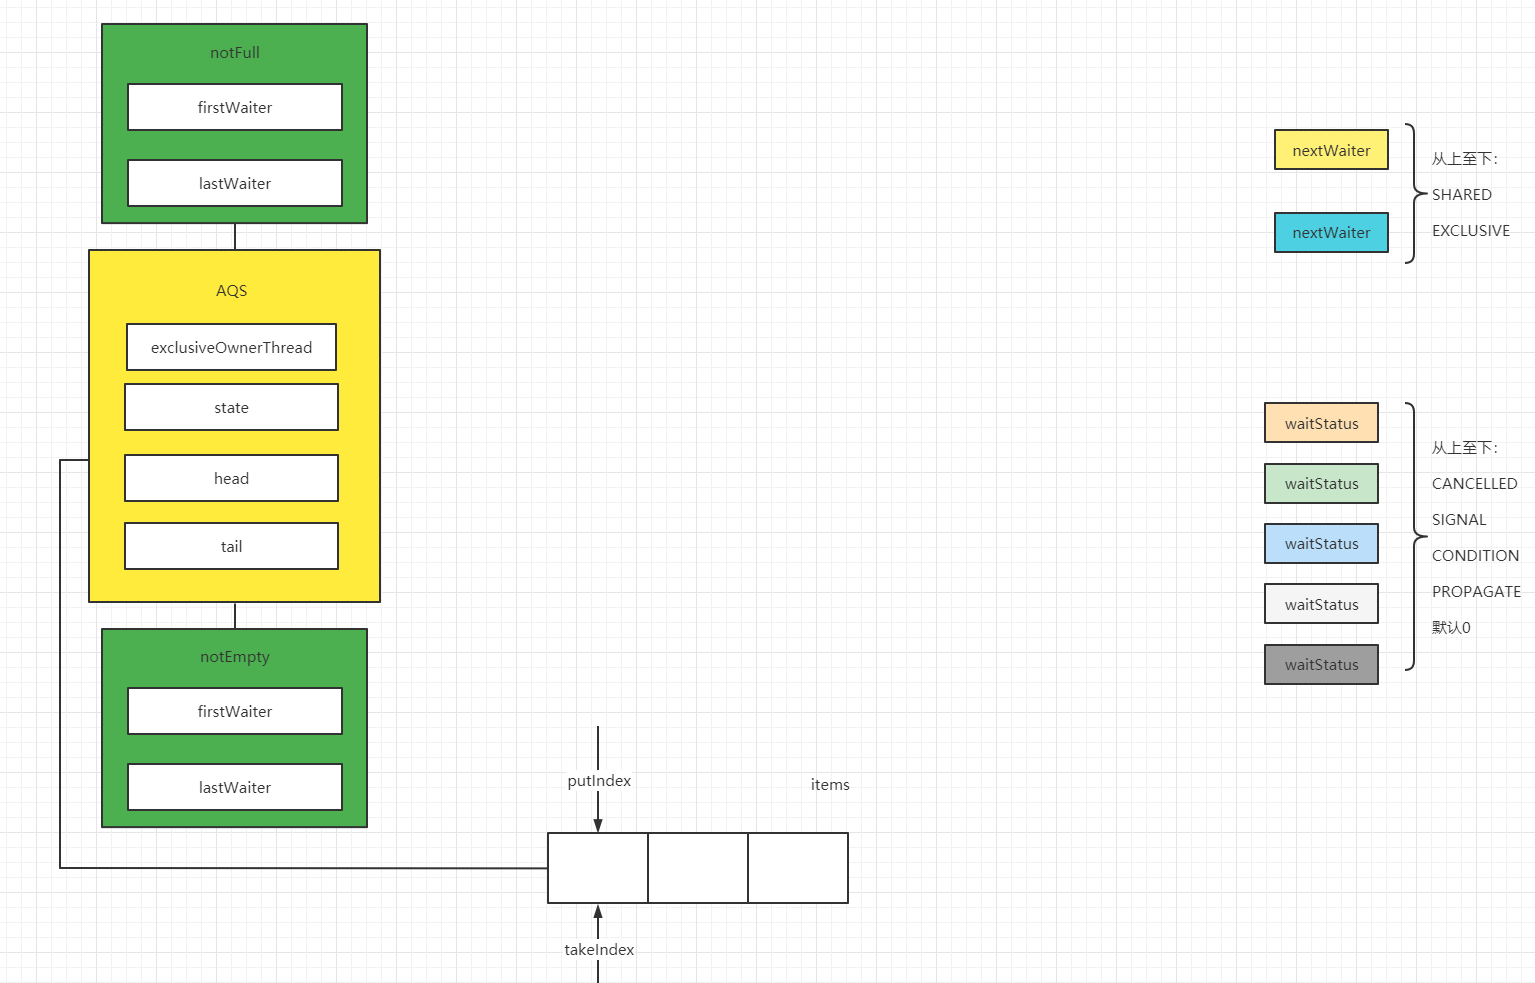 notFull
firstWaiter
lastWaiter
AQS
exclusiveOwnerThread
state
head
tail
notEmpty
firstWaiter
lastWaiter
putIndex
items
takeIndex
nextWaiter
nextWaiter
从上至下：
SHARED
EXCLUSIVE
waitStatus
waitStatus
waitStatus
waitStatus
waitStatus
从上至下：
CANCELLED
SIGNAL
CONDITION
PROPAGATE
默认0